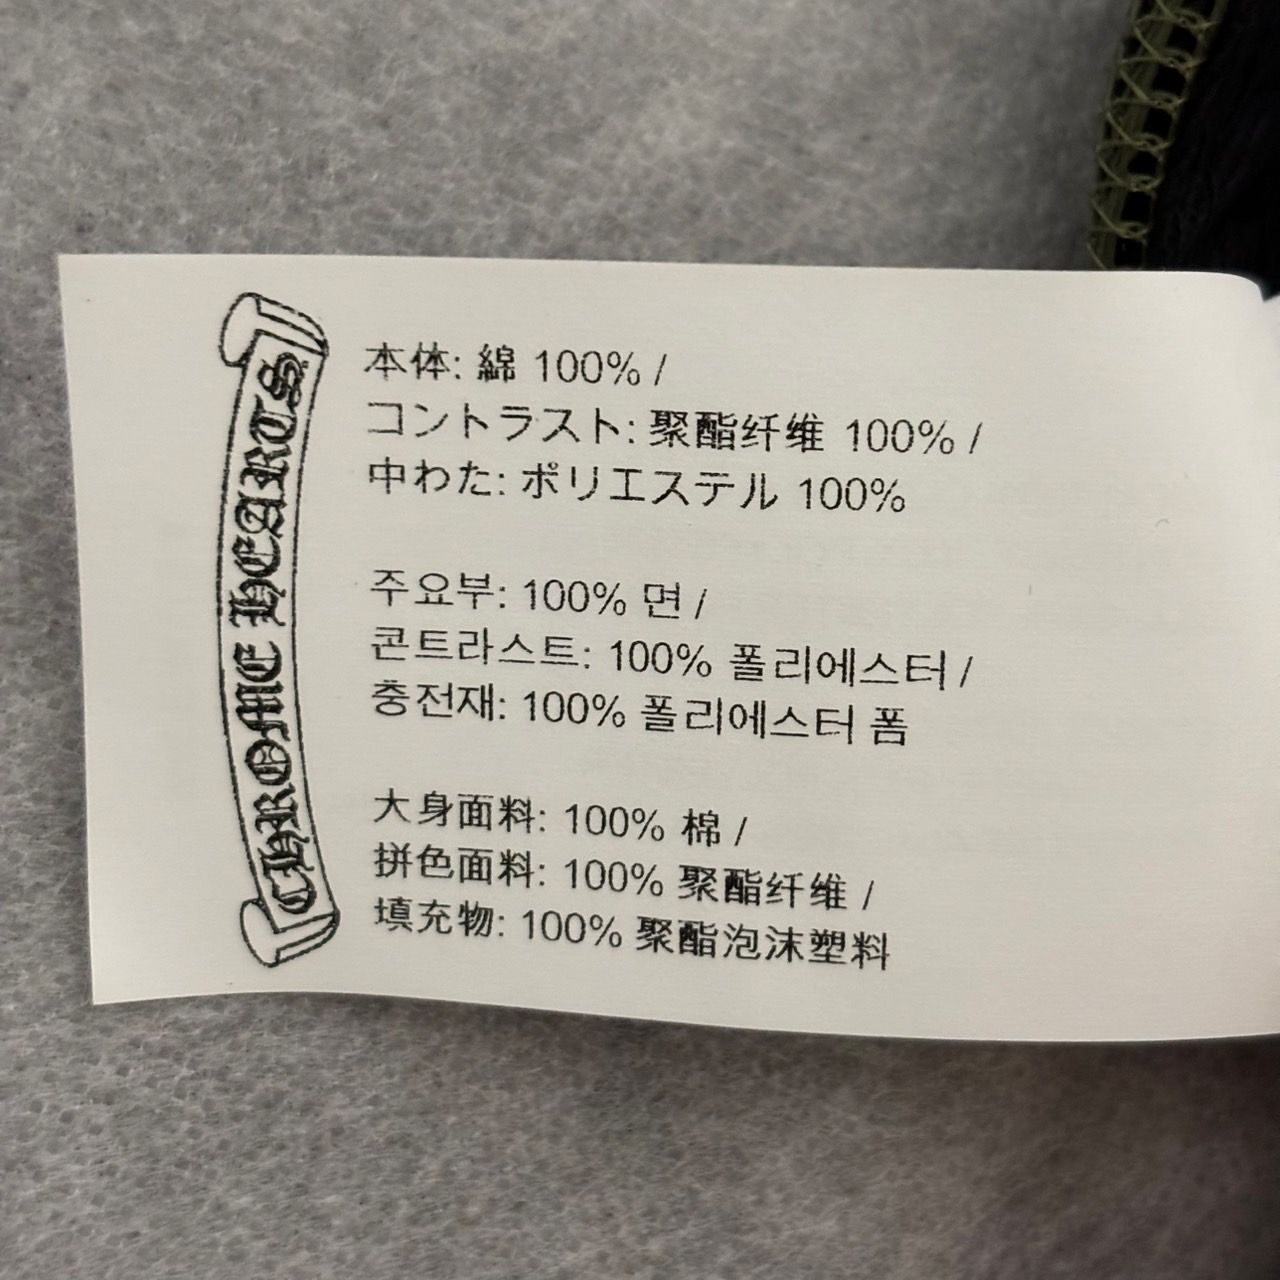 CHROME HEARTS
本体: 綿 100% /
コントラスト: 聚酯纤维 100% /
中わた: ポリエステル 100%
주요부: 100% 면 /
콘트라스트: 100% 폴리에스터 /
충전재: 100% 폴리에스터 폼
大身面料: 100% 棉 /
拼色面料: 100% 聚酯纤维 /
填充物: 100% 聚酯泡沫塑料